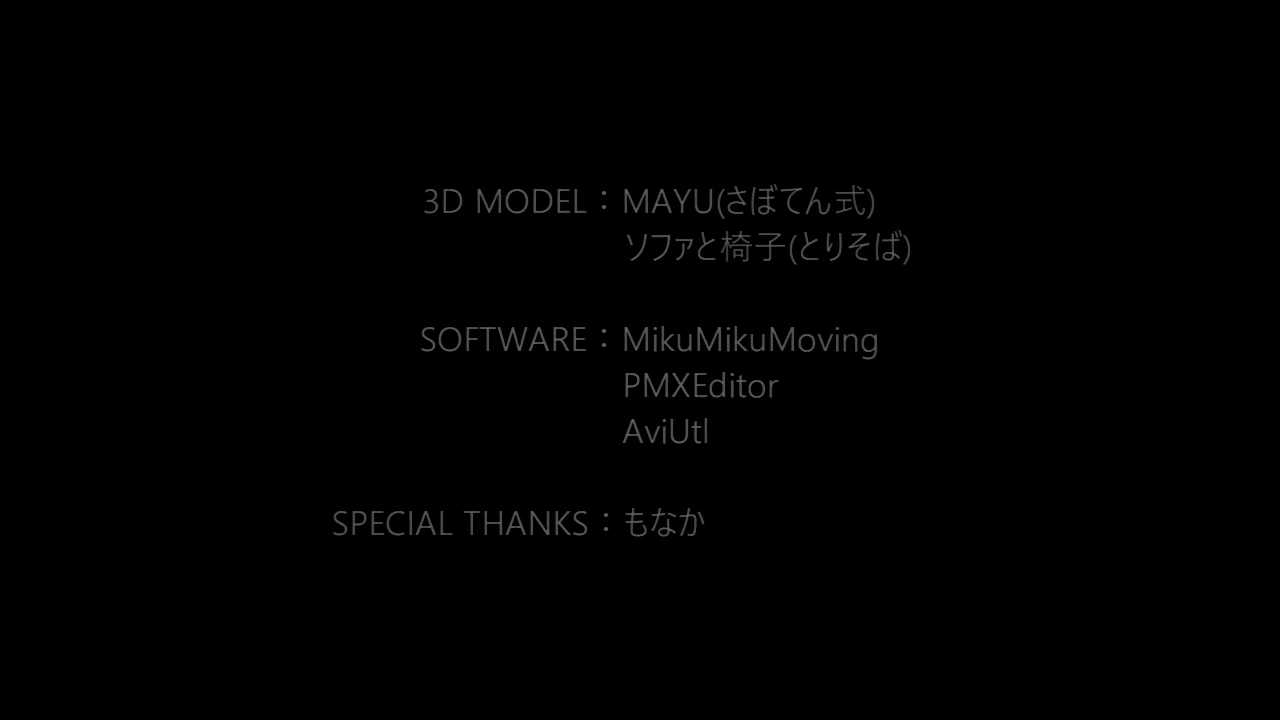 3D MODEL：MAYU(さぼてん式)
ソファと椅子(とりそば)
SOFTWARE：MikuMikuMoving
PMXEditor
AviUtl
SPECIAL THANKS：もなか